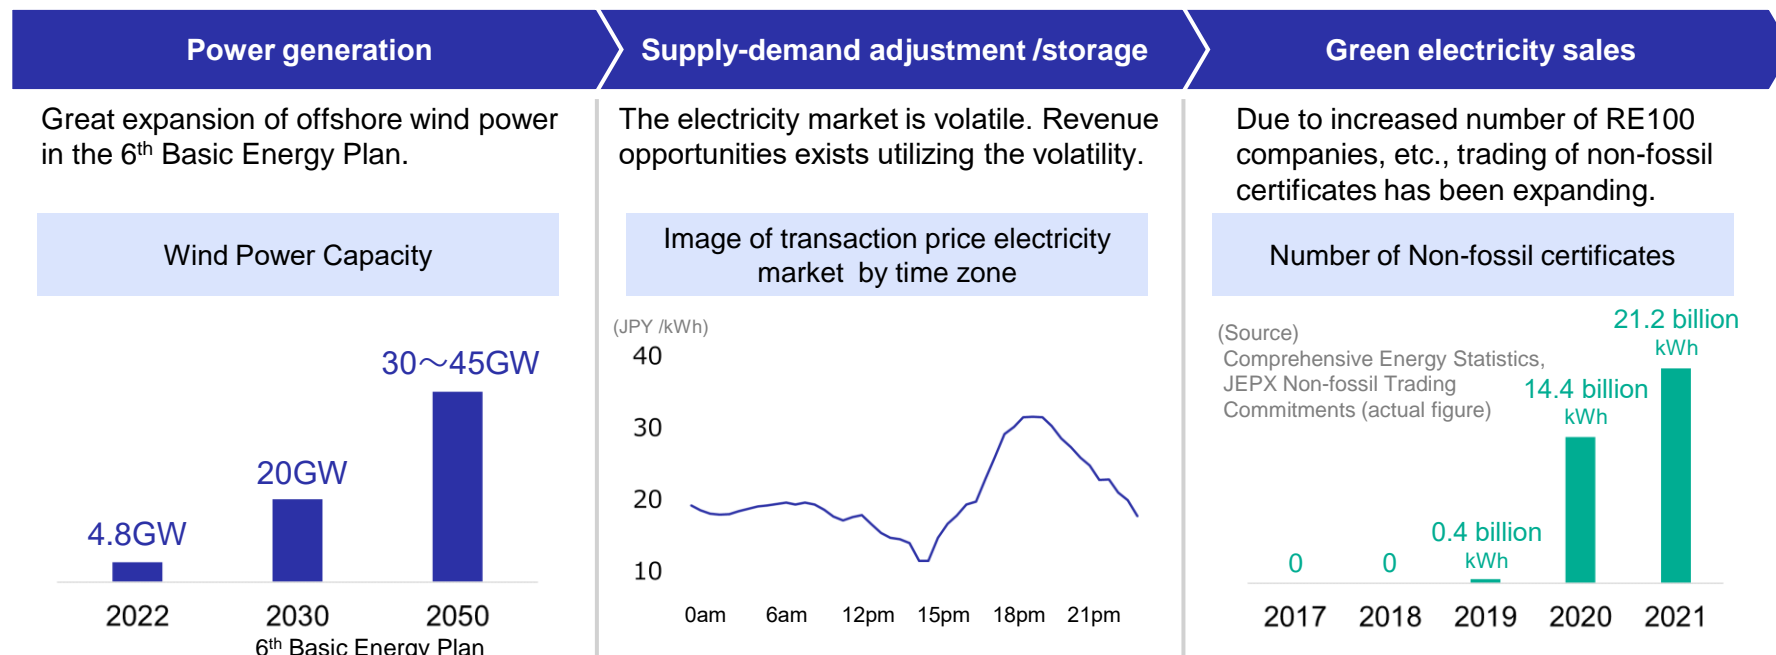 Power generation
Supply-demand adjustment /storage
Green electricity sales
Great expansion of offshore wind power
in the 6th Basic Energy Plan.
The electricity market is volatile. Revenue
opportunities exists utilizing the volatility.
Due to increased number of RE100
companies, etc., trading of non-fossil
certificates has been expanding.
Wind Power Capacity
30～45GW
20GW
4.8GW
2022
2030
2050
6th Basic Energy Plan
Image of transaction price electricity
market by time zone
(JPY /kWh)
40
30
20
10
0am
6am
12pm
15pm
18pm
21pm
Number of Non-fossil certificates
(Source)
Comprehensive Energy Statistics,
JEPX Non-fossil Trading
Commitments (actual figure)
21.2 billion
kWh
14.4 billion
kWh
0.4 billion
kWh
0
0
2017
2018
2019
2020
2021